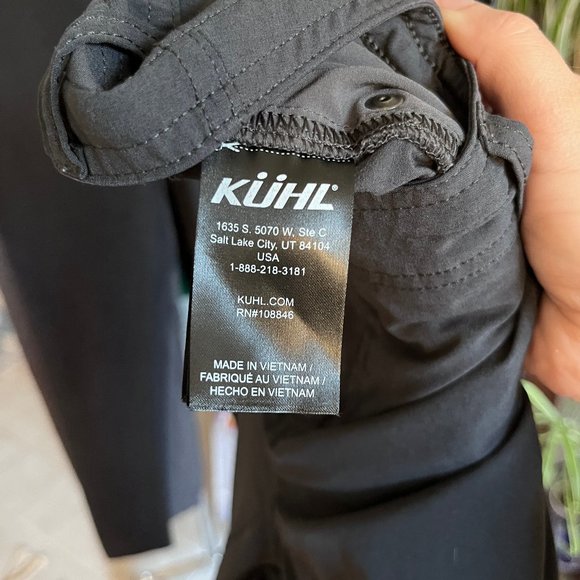 KÜHL®
1635 S. 5070 W, Ste C
Salt Lake City, UT 84104
USA
1-888-218-3181
KUHL.COM
RN#108846
MADE IN VIETNAM /
FABRIQUÉ AU VIETNAM /
HECHO EN VIETNAM